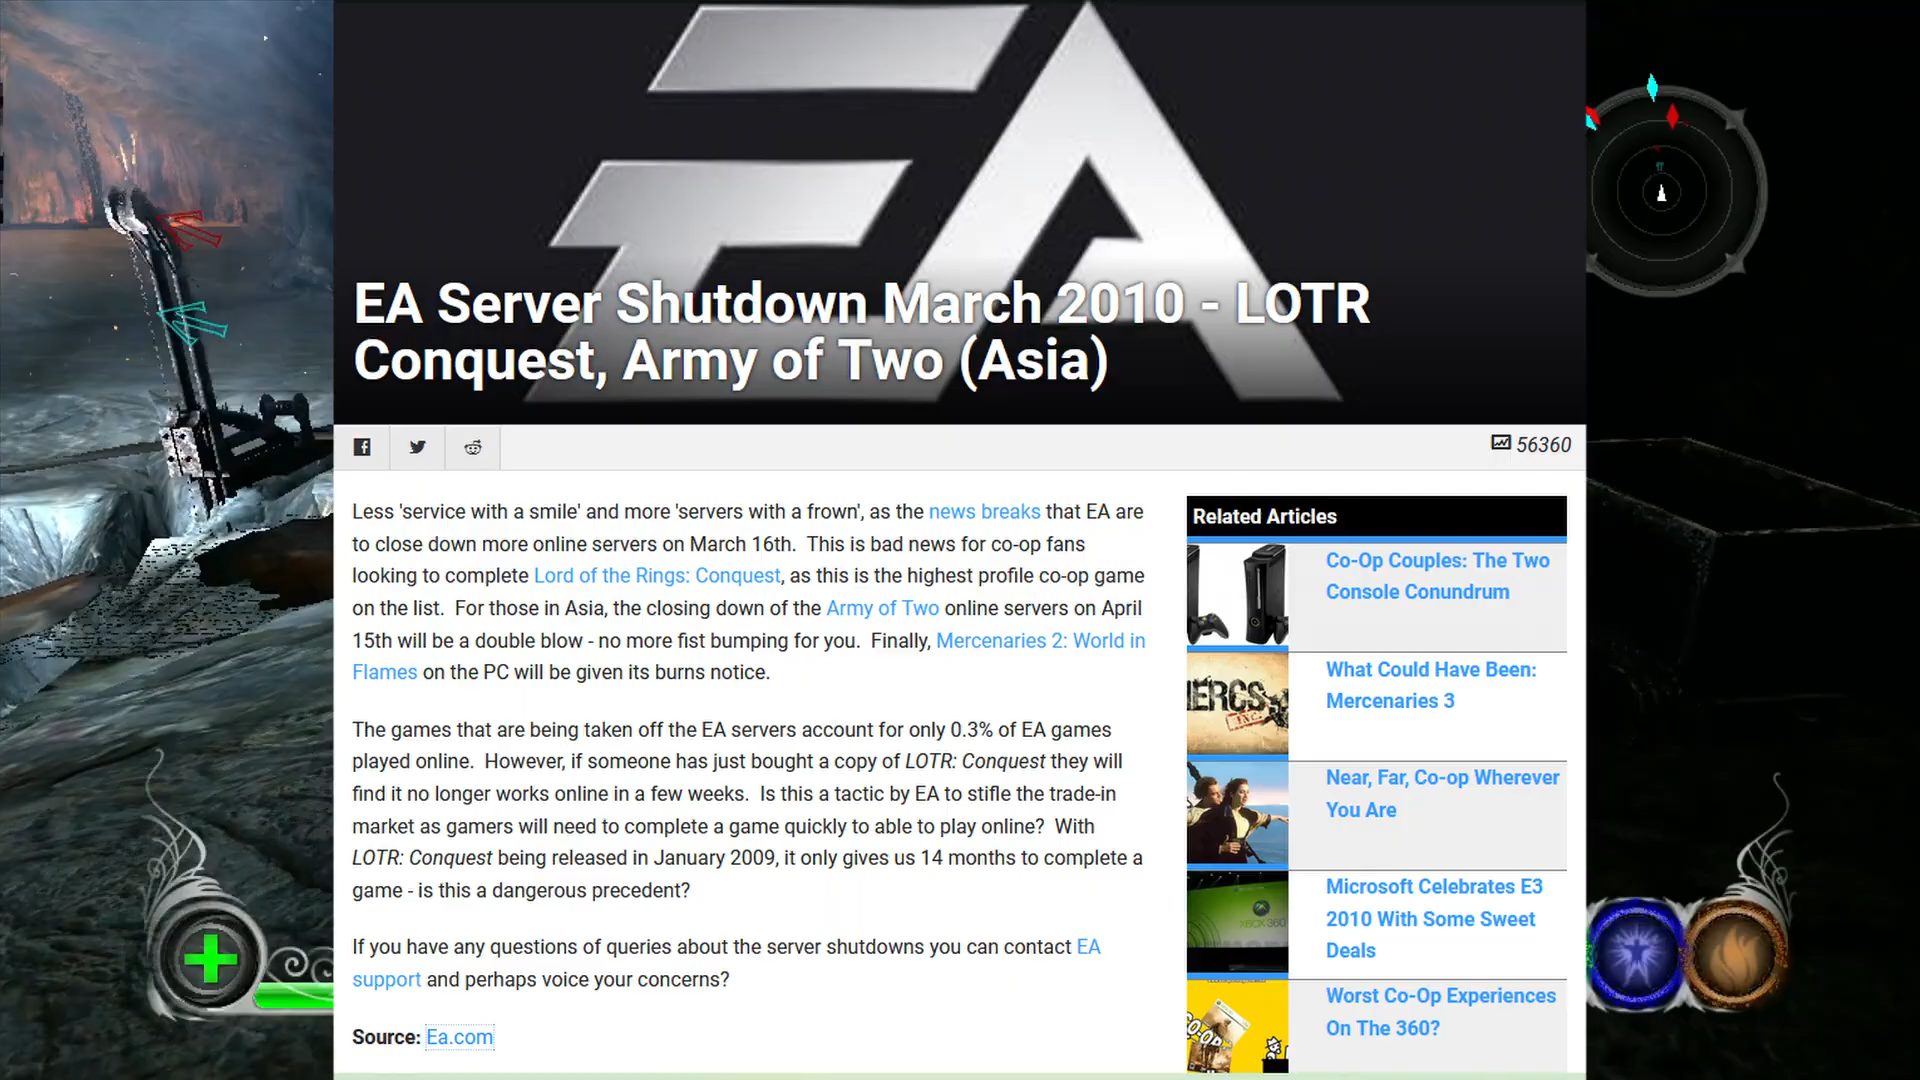 EA
EA Server Shutdown March 2010 - LOTR
Conquest, Army of Two (Asia)
56360
Less 'service with a smile' and more 'servers with a frown', as the news breaks that EA are
to close down more online servers on March 16th. This is bad news for co-op fans
looking to complete Lord of the Rings: Conquest, as this is the highest profile co-op game
on the list. For those in Asia, the closing down of the Army of Two online servers on April
15th will be a double blow - no more fist bumping for you. Finally, Mercenaries 2: World in
Flames on the PC will be given its burns notice.
The games that are being taken off the EA servers account for only 0.3% of EA games
played online. However, if someone has just bought a copy of LOTR: Conquest they will
find it no longer works online in a few weeks. Is this a tactic by EA to stifle the trade-in
market as gamers will need to complete a game quickly to able to play online? With
LOTR: Conquest being released in January 2009, it only gives us 14 months to complete a
game - is this a dangerous precedent?
If you have any questions of queries about the server shutdowns you can contact EA
support and perhaps voice your concerns?
Source: Ea.com
Related Articles
Co-Op Couples: The Two
Console Conundrum
MERCS
INC.
What Could Have Been:
Mercenaries 3
Near, Far, Co-op Wherever
You Are
XBOX 360
Microsoft Celebrates E3
2010 With Some Sweet
Deals
CO-OP
Worst Co-Op Experiences
On The 360?